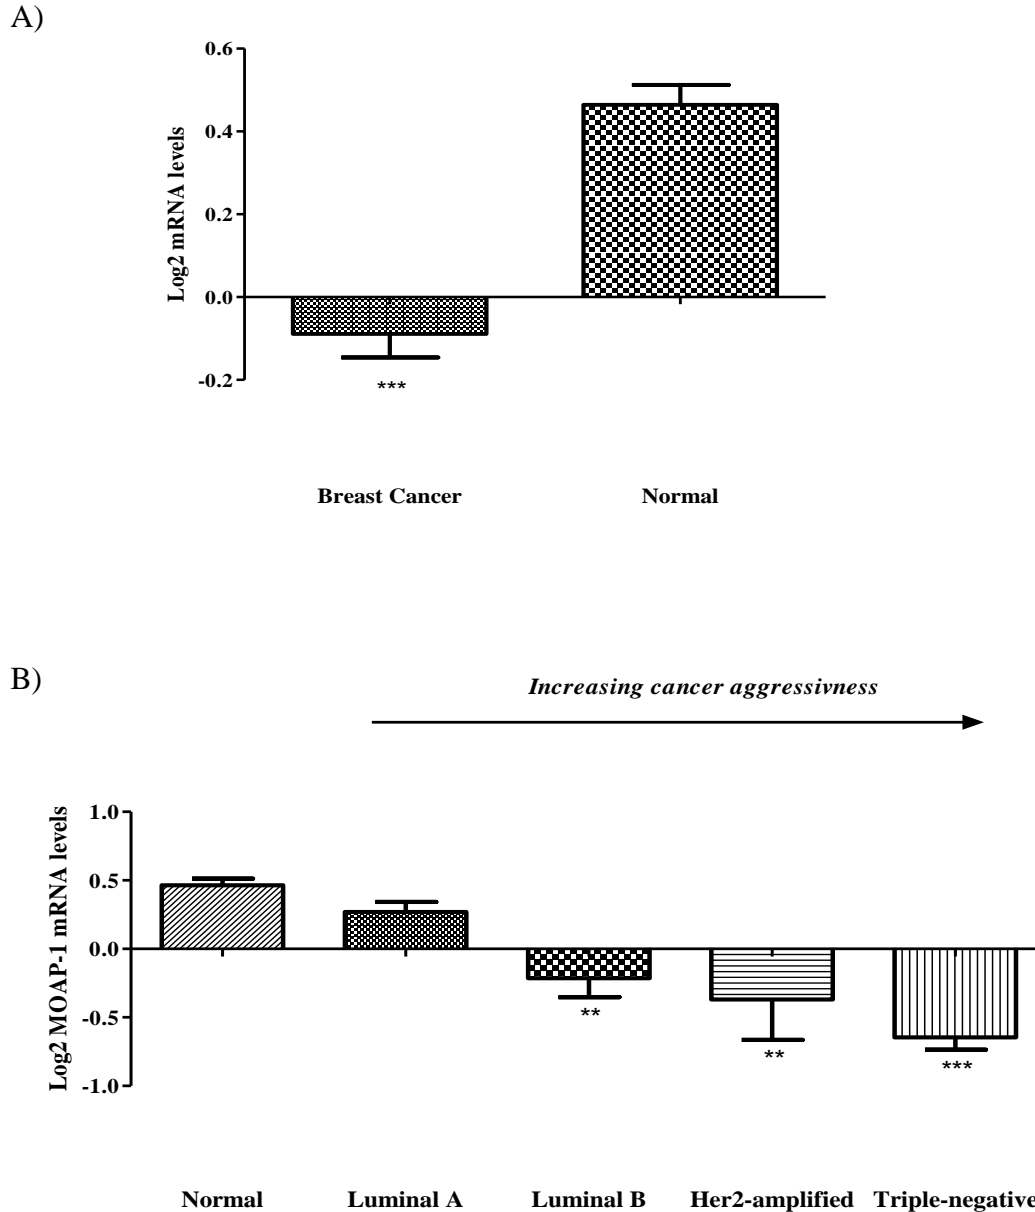 A)
0.6
0.4
0.2
0.0
-0.2
Log2 mRNA levels
***
Breast Cancer
Normal
B)
Increasing cancer aggressivness
1.0
0.5
0.0
-0.5
-1.0
Log2 MOAP-1 mRNA levels
**
**
***
Normal
Luminal A
Luminal B
Her2-amplified
Triple-negative